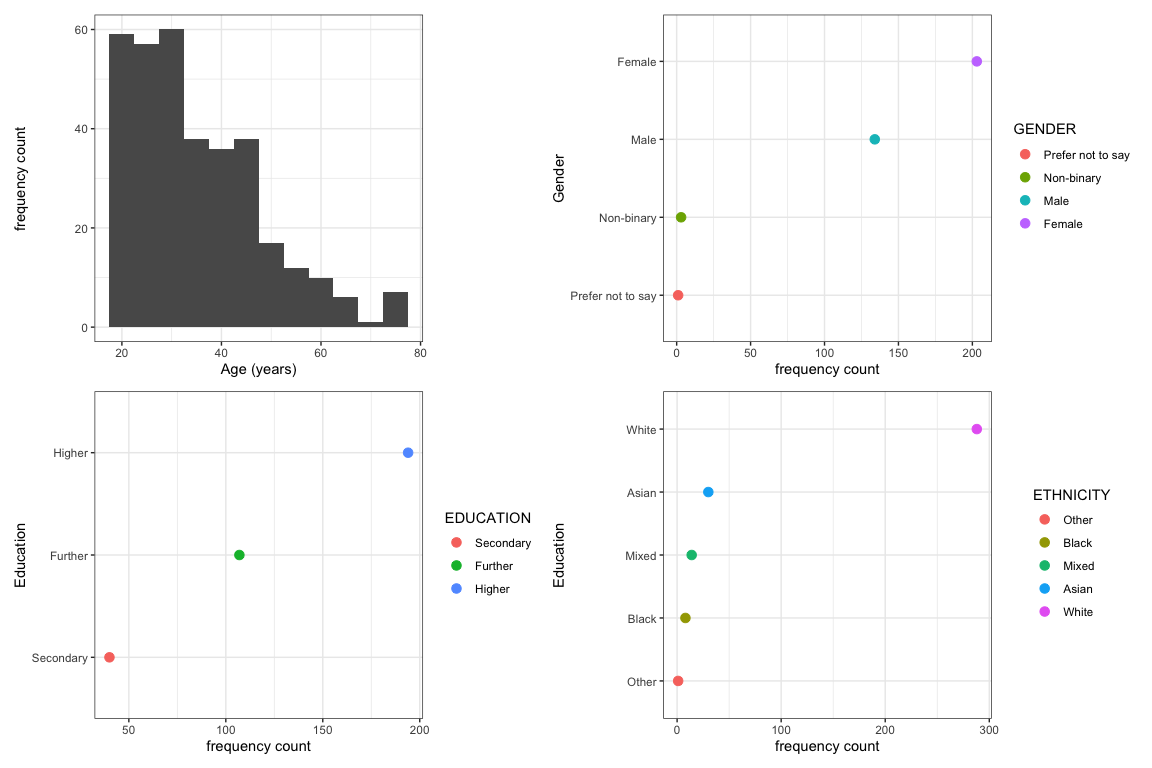 60
40
20
0
frequency count
20 40 60 80
Age (years)
Female
Male
Non-binary
Prefer not to say
Gender
0 50 100 150 200
frequency count
GENDER
Prefer not to say
Non-binary
Male
Female
Higher
Further
Secondary
Education
50 100 150 200
frequency count
EDUCATION
Secondary
Further
Higher
White
Asian
Mixed
Black
Other
Education
0 100 200 300
frequency count
ETHNICITY
Other
Black
Mixed
Asian
White